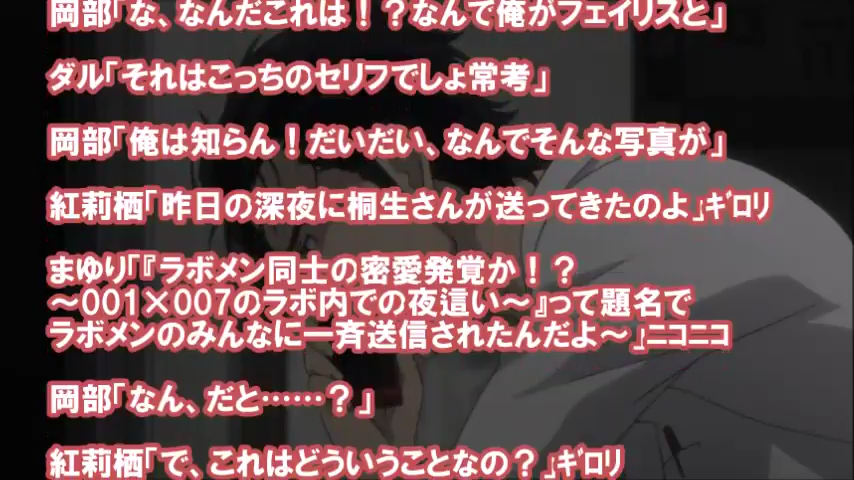 岡部「な、なんだこれは！？なんて俺がフェイリスと」
ダル「それはこっちのセリフでしょ常考」
岡部「俺は知らん！だいだい、なんでそんな写真が」
紅莉栖「昨日の深夜に桐生さんが送ってきたのよ」ｷﾞﾛﾘ
まゆり「『ラボメン同士の密愛発覚か！？
～001×007のラボ内での夜這い～』って題名で
ラボメンのみんなに一斉送信されたんだよ～」ﾆｺﾆｺ
岡部「なん、だと……？」
紅莉栖「で、これはどういうことなの？」ｷﾞﾛﾘ